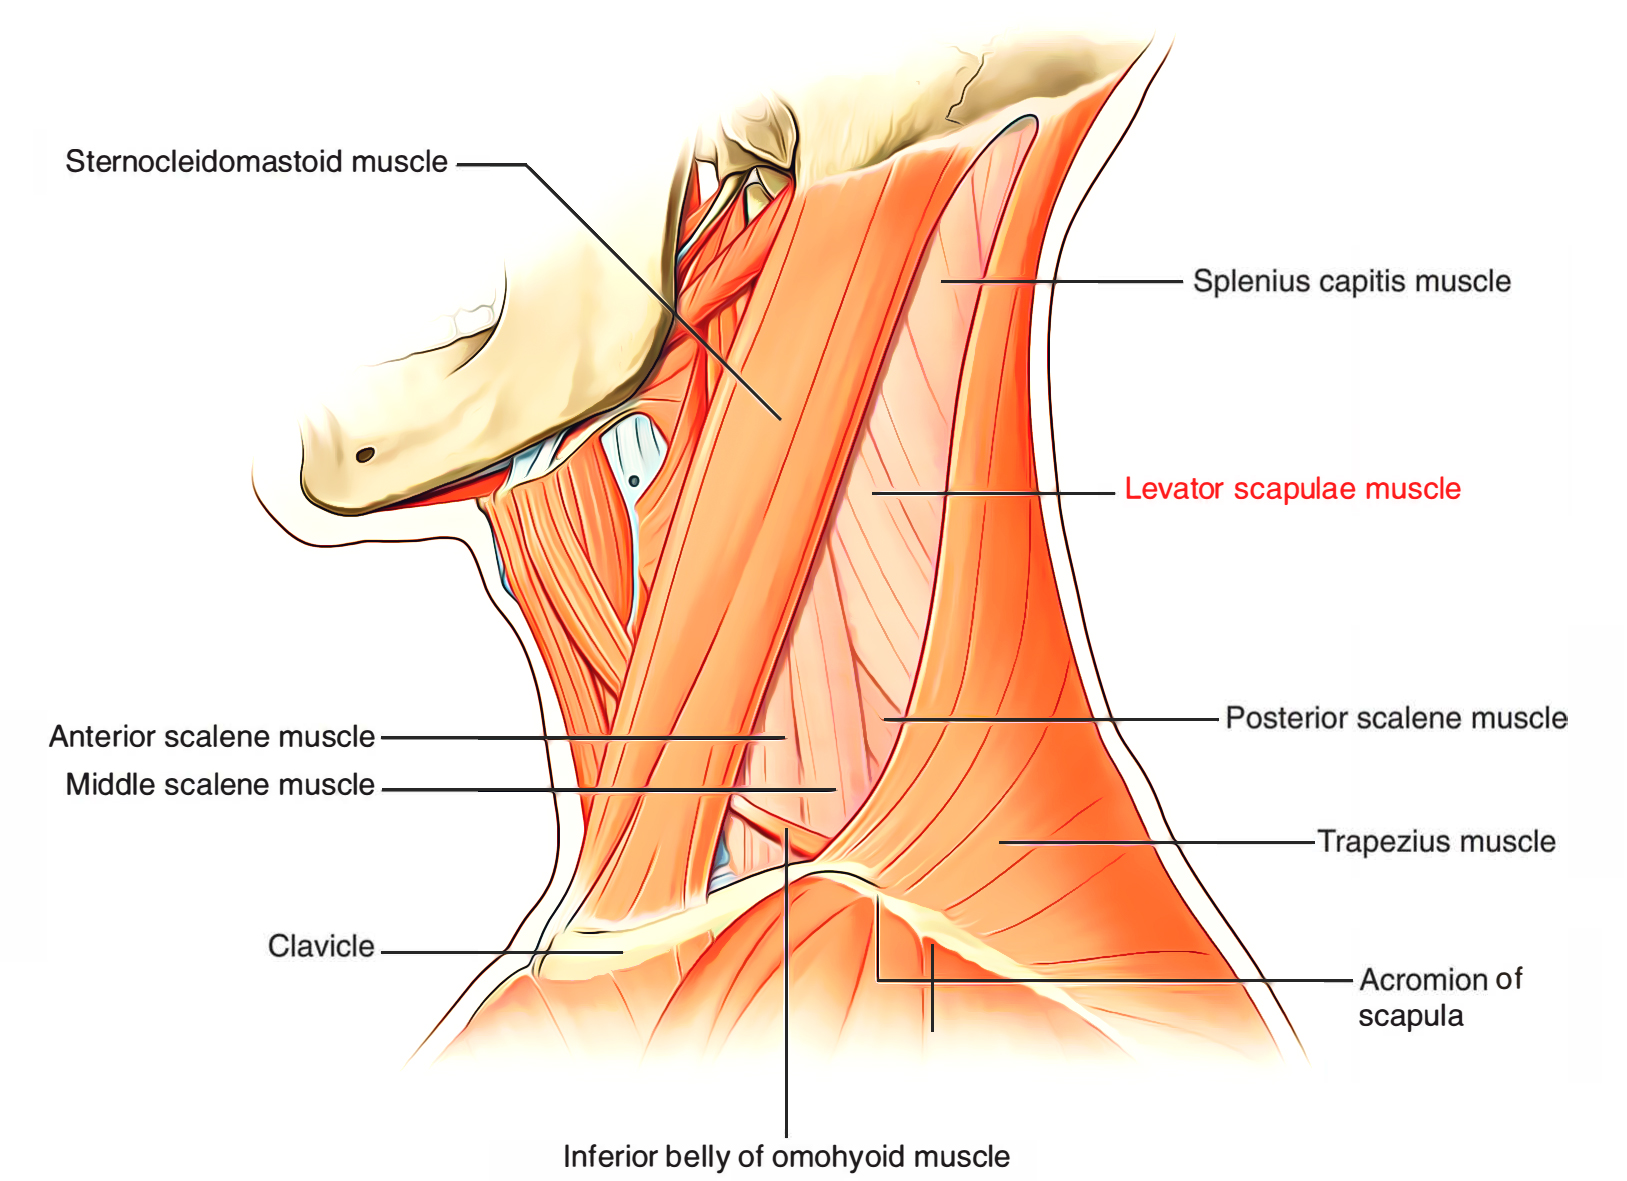 Sternocleidomastoid muscle
Splenius capitis muscle
Levator scapulae muscle
Posterior scalene muscle
Anterior scalene muscle
Middle scalene muscle
Trapezius muscle
Clavicle
Acromion of
scapula
Inferior belly of omohyoid muscle